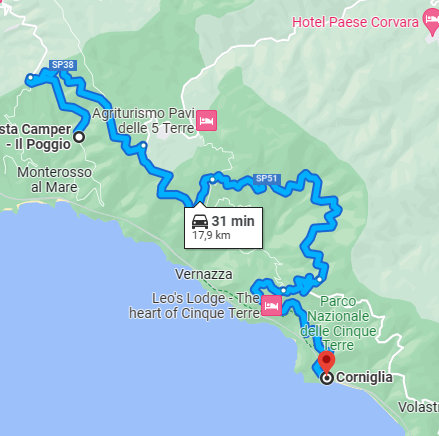 Hotel Paese Corvara
SP38
Agriturismo Pavi
delle 5 Terre
sta Camper
- Il Poggio
Monterosso
al Mare
SP51
31 min
17,9 km
Vernazza
Leo's Lodge - The
heart of Cinque Terre
Parco
Nazionale
delle Cinque
Terre
Corniglia
Volast